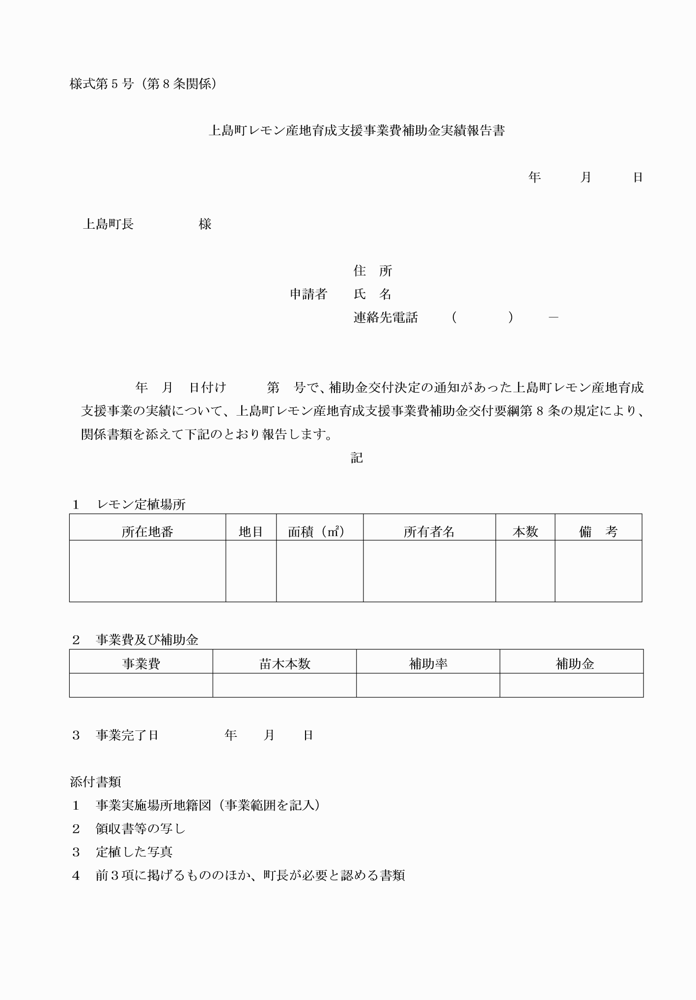 様式第5号（第8条関係）
上島町レモン産地育成支援事業費補助金実績報告書
年　　　月　　　日
上島町長　　　　　様
住　所
申請者　　氏　名
連絡先電話　　（　　　　）　　－
年　月　日付け　　　第　号で、補助金交付決定の通知があった上島町レモン産地育成
支援事業の実績について、上島町レモン産地育成支援事業費補助金交付要綱第8条の規定により、
関係書類を添えて下記のとおり報告します。
記
１　レモン定植場所
所在地番　地目　面積（㎡）　所有者名　本数　備　考
２　事業費及び補助金
事業費　苗木本数　補助率　補助金
３　事業完了日　　　　　年　　月　　日
添付書類
１　事業実施場所地籍図（事業範囲を記入）
２　領収書等の写し
３　定植した写真
４　前３項に掲げるもののほか、町長が必要と認める書類